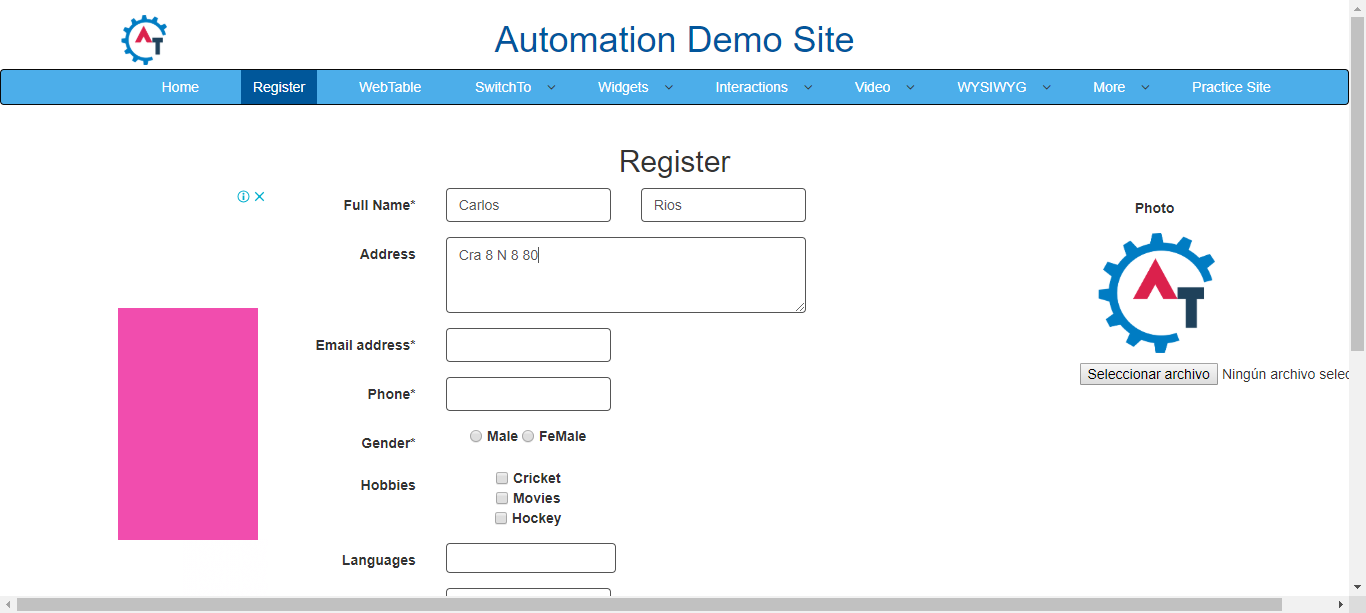 AT
Automation Demo Site
Home Register WebTable SwitchTo Widgets Interactions Video WYSIWYG More Practice Site
Register
Full Name* Carlos Rios
Address Cra 8 N 8 80
Email address*
Phone*
Gender* Male FeMale
Hobbies Cricket
Movies
Hockey
Languages
Photo
AT
Seleccionar archivo Ningún archivo selec